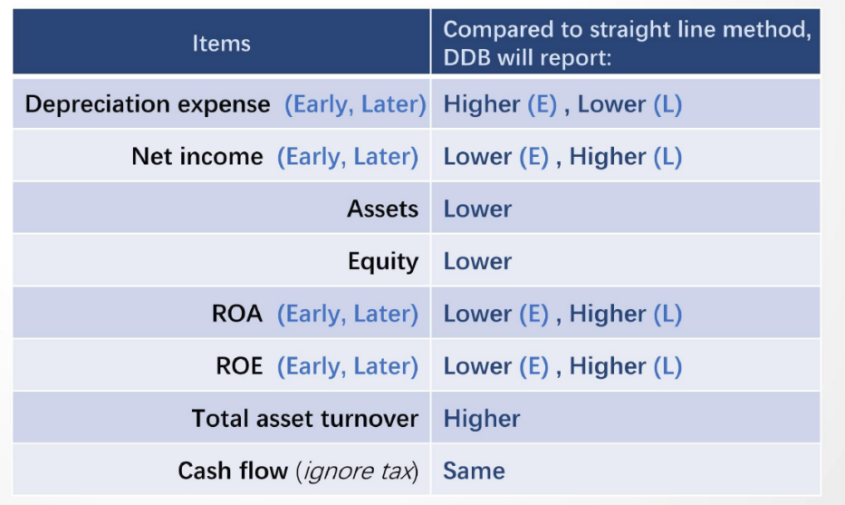 Items
Compared to straight line method,
DDB will report:
Depreciation expense (Early, Later) Higher (E) , Lower (L)
Net income (Early, Later) Lower (E) , Higher (L)
Assets Lower
Equity Lower
ROA (Early, Later) Lower (E) , Higher (L)
ROE (Early, Later) Lower (E) , Higher (L)
Total asset turnover Higher
Cash flow (ignore tax) Same